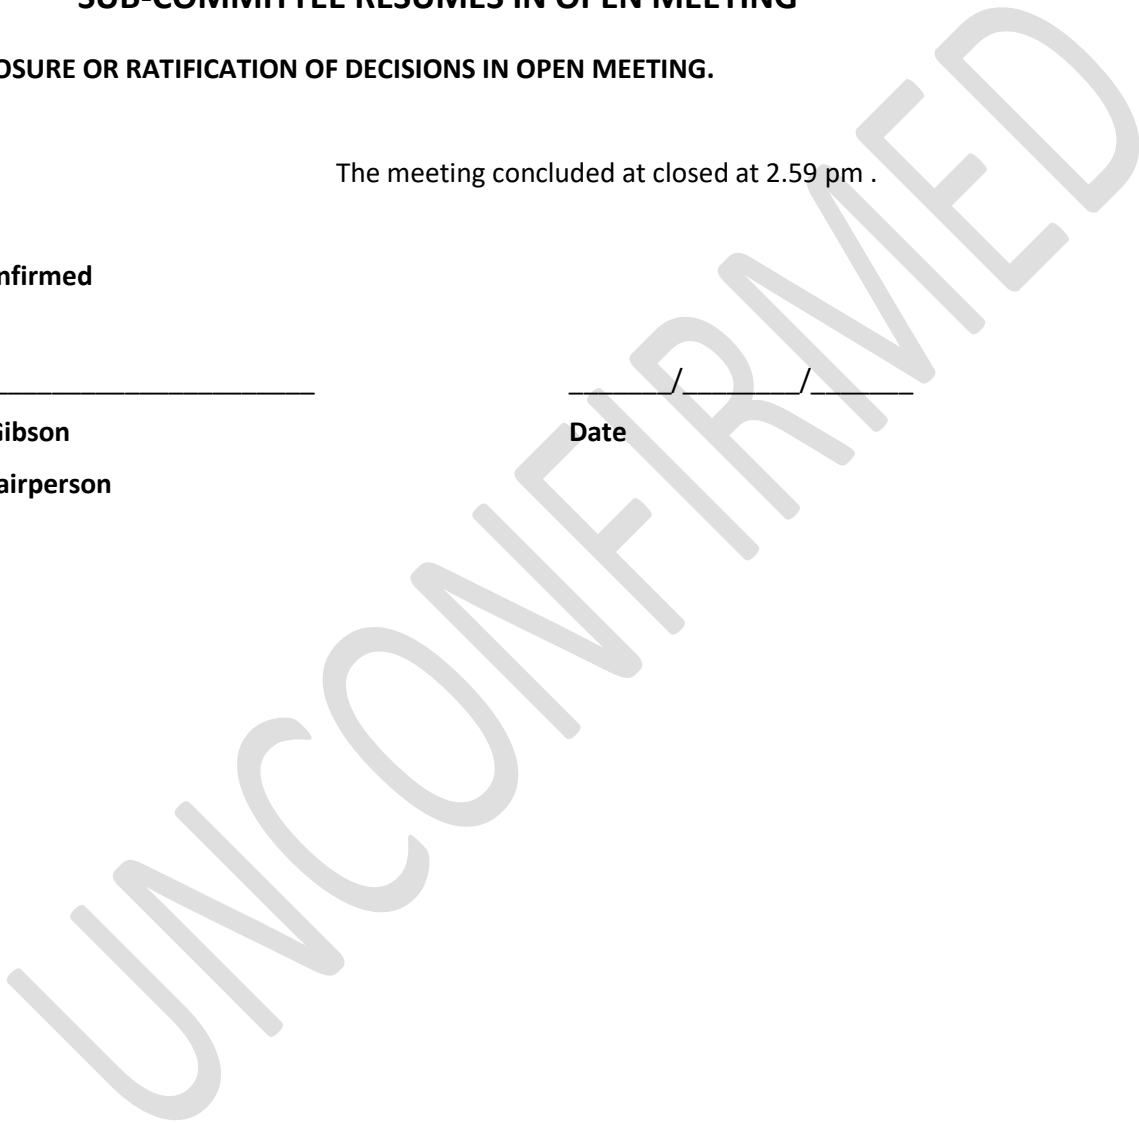 SUB-COMMITTEE RESUMES IN OPEN MEETING
OSURE OR RATIFICATION OF DECISIONS IN OPEN MEETING.
The meeting concluded at closed at 2.59 pm .
nfirmed
______________________ _______/________/_______
Gibson Date
airperson
UNCONFIRMED